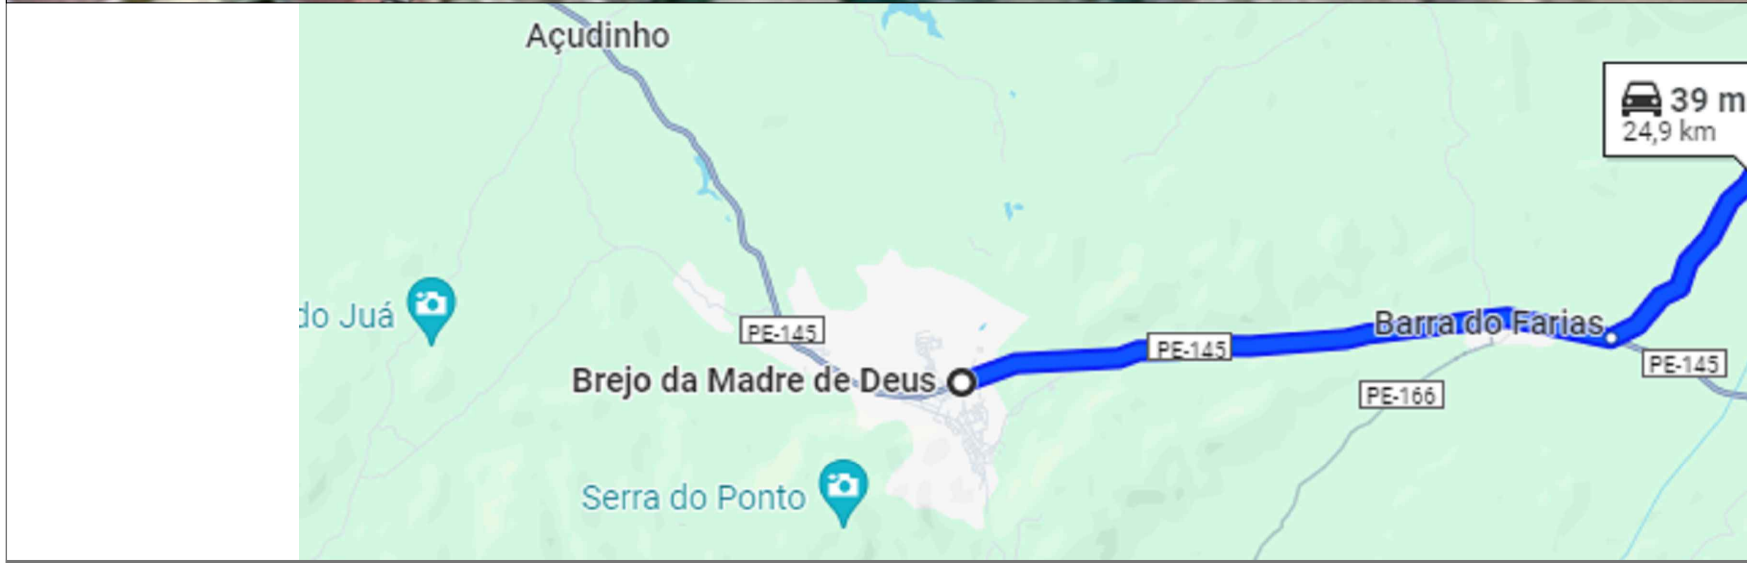 Açudinho
39 m
24,9 km
do Juá
PE-145
Barra do Farias
PE-145
PE-145
Brejo da Madre de Deus
PE-166
Serra do Ponto